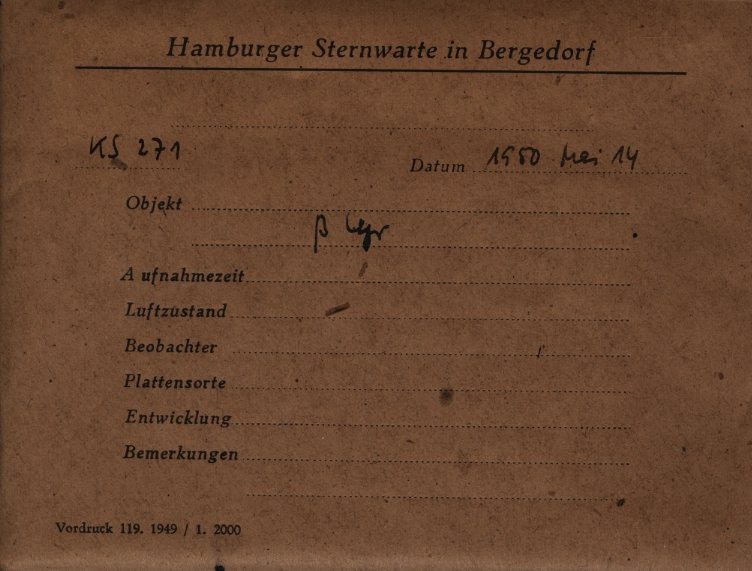 Hamburger Sternwarte in Bergedorf
KS 271
Datum 1950 Mai 14
Objekt
β Lyr
Aufnahmezeit
Luftzustand
Beobachter
Plattensorte
Entwicklung
Bemerkungen
Vordruck 119. 1949 / 1. 2000